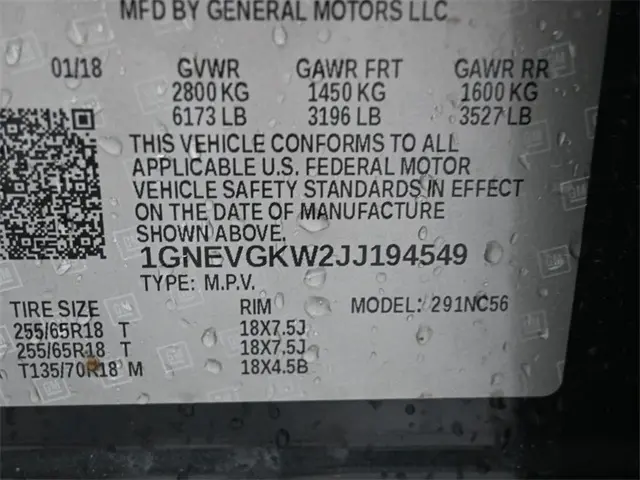 MFD BY GENERAL MOTORS LLC
01/18 GVWR GAWR FRT GAWR RR
2800 KG 1450 KG 1600 KG
6173 LB 3196 LB 3527 LB
THIS VEHICLE CONFORMS TO ALL
APPLICABLE U.S. FEDERAL MOTOR
VEHICLE SAFETY STANDARDS IN EFFECT
ON THE DATE OF MANUFACTURE
SHOWN ABOVE.
1GNEVGKW2JJ194549
TYPE: M.P.V.
TIRE SIZE RIM MODEL: 291NC56
255/65R18 T 18X7.5J
255/65R18 T 18X7.5J
T135/70R18 M 18X4.5B